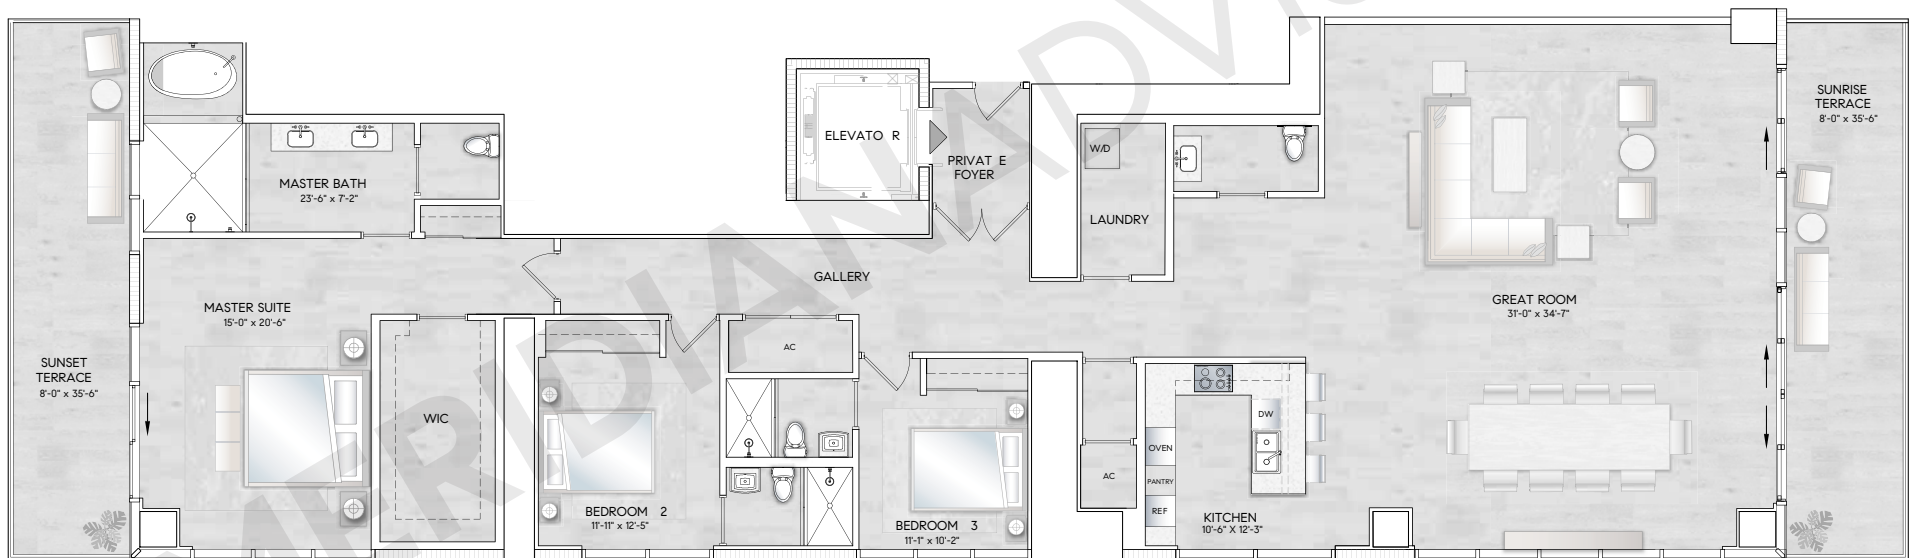 SUNSET
TERRACE
8'-0" x 35'-6"
MASTER BATH
23'-6" x 7'-2"
MASTER SUITE
15'-0" x 20'-6"
WIC
ELEVATO R
PRIVAT E
FOYER
GALLERY
BEDROOM 2
11'-11" x 12'-5"
AC
BEDROOM 3
11'-1" x 10'-2"
W/D
LAUNDRY
AC
DW
OVEN
PANTRY
REF
KITCHEN
10'-6" X 12'-3"
GREAT ROOM
31'-0" x 34'-7"
SUNRISE
TERRACE
8'-0" x 35'-6"
MERIDIAN ADV